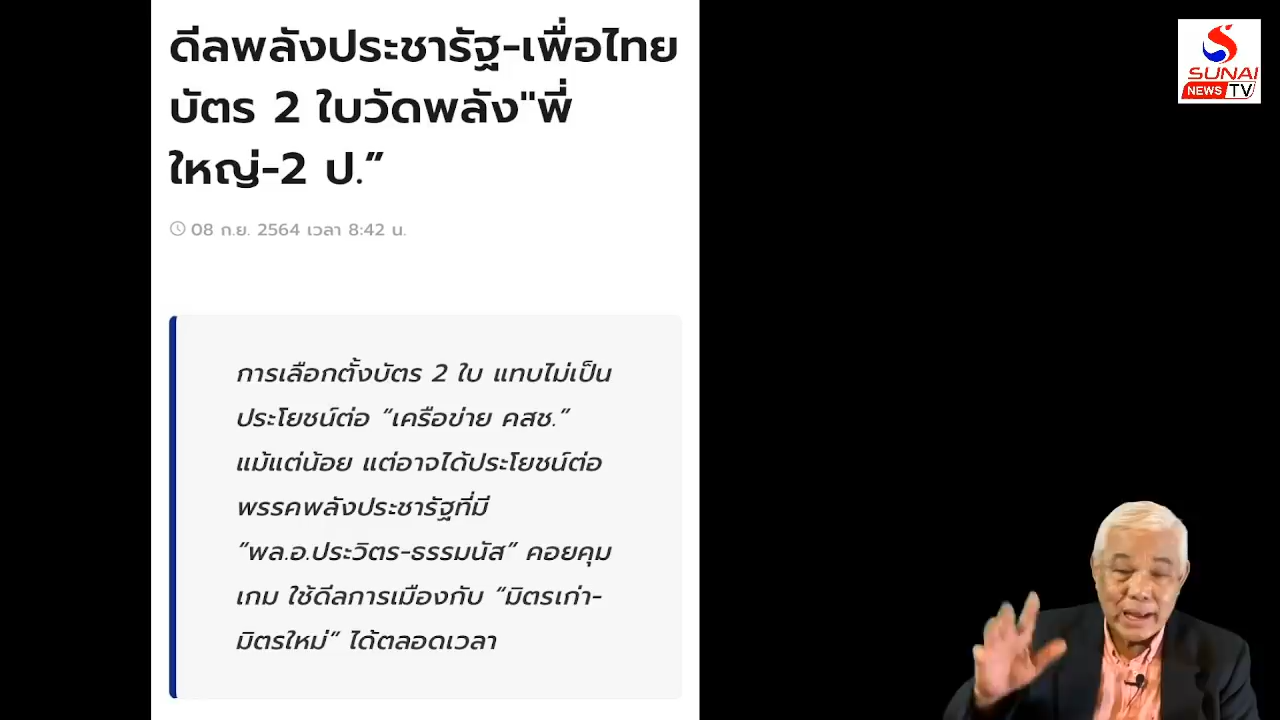 ดีลพลังประชารัฐ-เพื่อไทย
บัตร 2 ใบวัดพลัง"พี่
ใหญ่-2 ป.”
08 ก.ย. 2564 เวลา 8:42 น.
การเลือกตั้งบัตร 2 ใบ แทบไม่เป็น
ประโยชน์ต่อ “เครือข่าย คสช.”
แม้แต่น้อย แต่อาจได้ประโยชน์ต่อ
พรรคพลังประชารัฐที่มี
“พล.อ.ประวิตร-ธรรมนัส” คอยคุม
เกม ใช้ดีลการเมืองกับ “มิตรเก่า-
มิตรใหม่” ได้ตลอดเวลา
SUNAI
NEWS TV